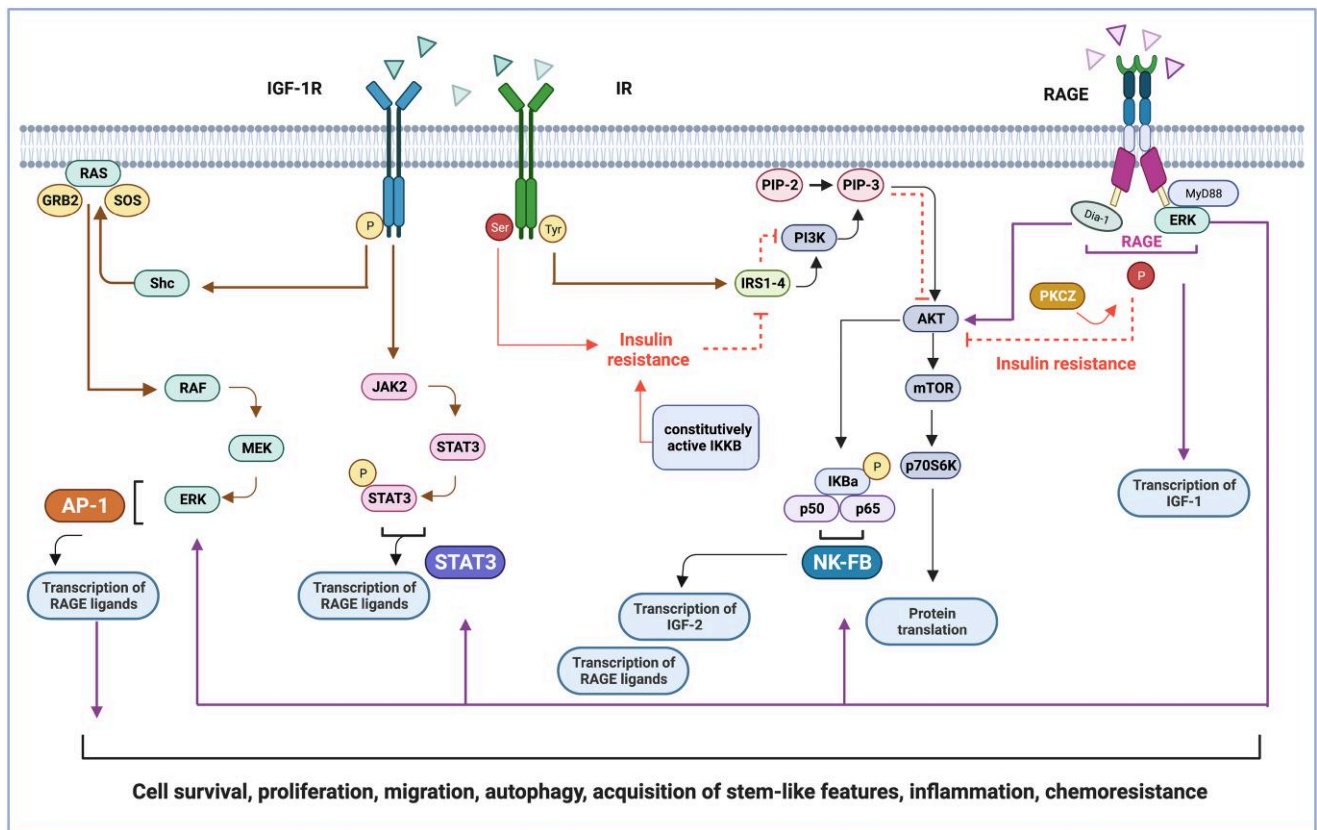 IGF-1R
IR
RAGE
RAS
GRB2
SOS
PIP-2
PIP-3
MyD88
Dia-1
ERK
RAGE
P
Ser
Tyr
PI3K
Shc
IRS1-4
P
PKCZ
AKT
Insulin
resistance
Insulin resistance
RAF
JAK2
mTOR
constitutively
active IKKB
MEK
STAT3
P
P
p70S6K
IKBa
AP-1
ERK
STAT3
p50
p65
Transcription of
IGF-1
STAT3
NK-FB
Transcription of
RAGE ligands
Transcription of
RAGE ligands
Transcription of
IGF-2
Protein
translation
Transcription of
RAGE ligands
Cell survival, proliferation, migration, autophagy, acquisition of stem-like features, inflammation, chemoresistance